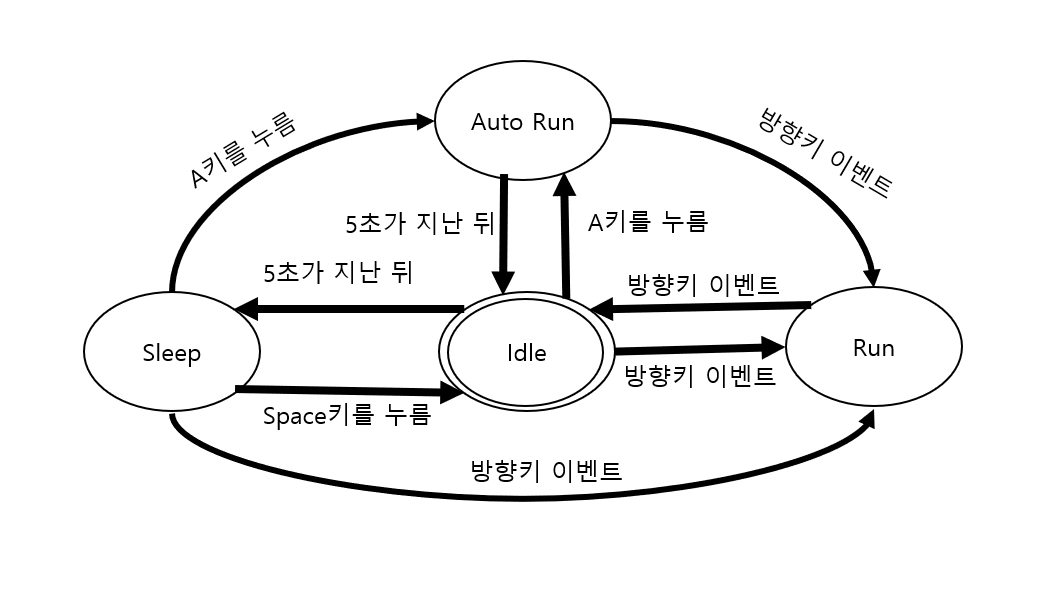 A키를 누름
Auto Run
방향키 이벤트
5초가 지난 뒤
A키를 누름
5초가 지난 뒤
방향키 이벤트
Sleep
Idle
Run
방향키 이벤트
Space키를 누름
방향키 이벤트